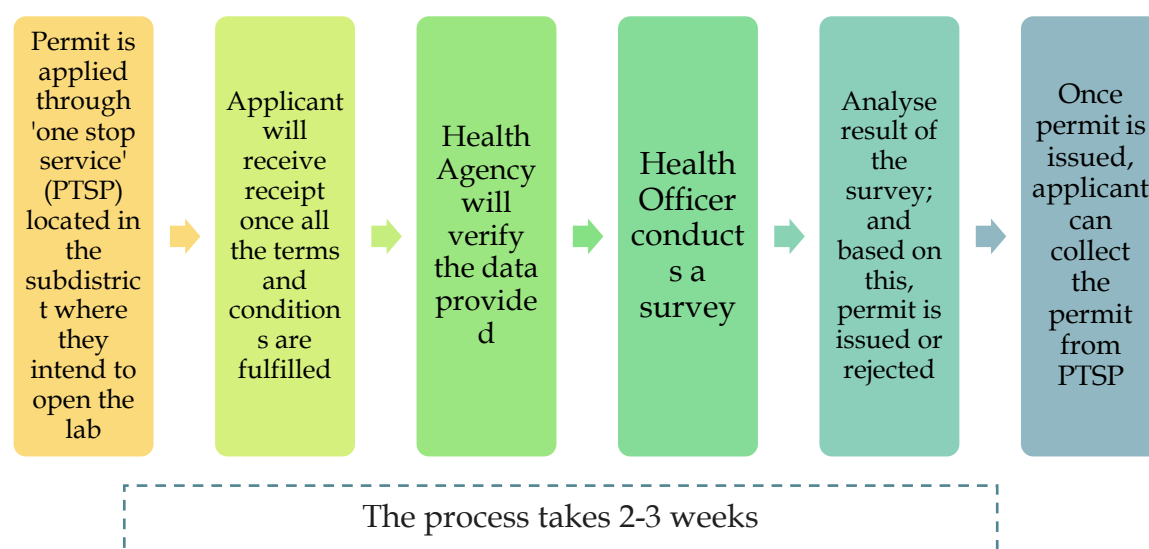 Permit is
applied
through
'one stop
service'
(PTSP)
located in
the
subdistric
t where
they
intend to
open the
lab
Applicant
will
receive
receipt
once all
the terms
and
condition
s are
fulfilled
Health
Agency
will
verify
the data
provide
d
Health
Officer
conduct
s a
survey
Analyse
result of
the
survey;
and
based on
this,
permit is
issued or
rejected
Once
permit is
issued,
applicant
can
collect
the
permit
from
PTSP
The process takes 2-3 weeks